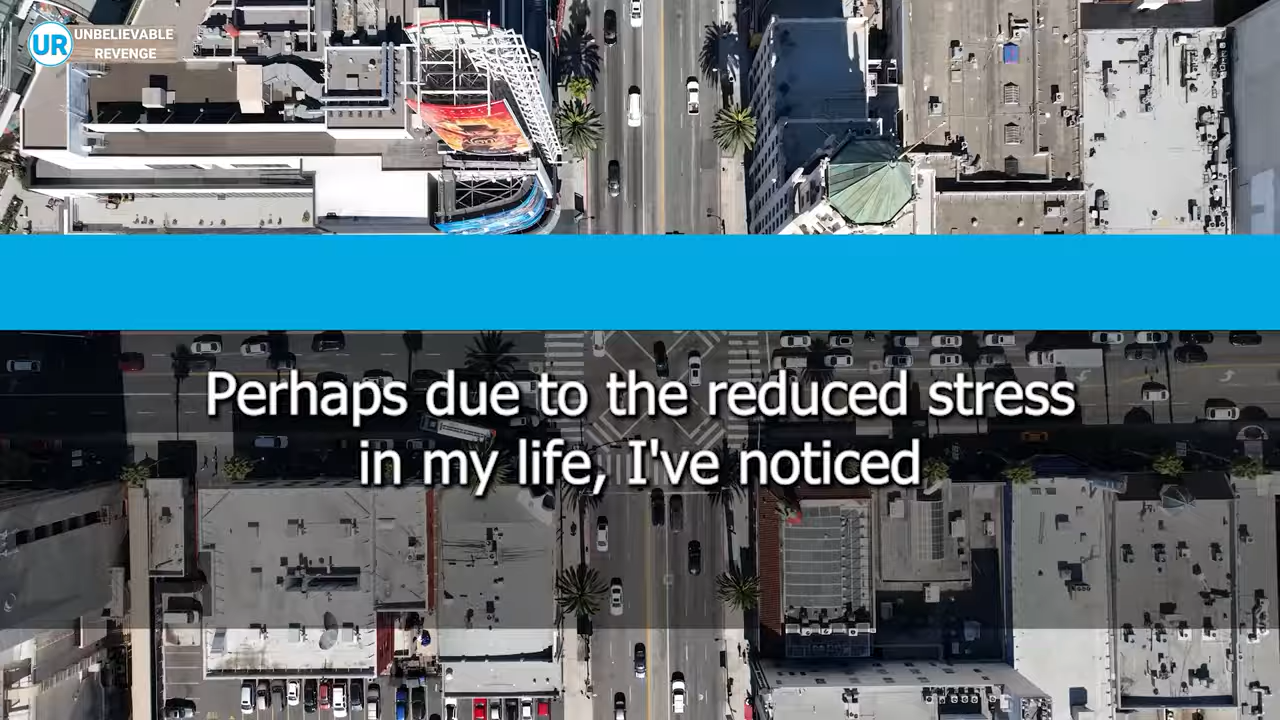 UNBELIEVABLE
UR
REVENGE
Perhaps due to the reduced stress
in my life, I've noticed